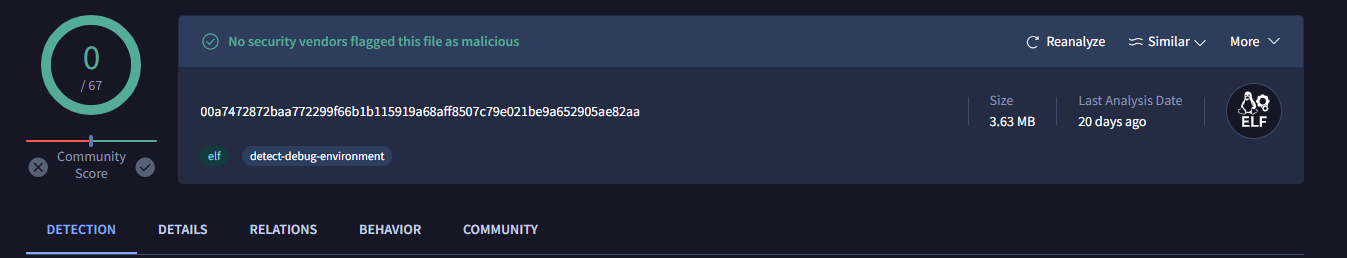 0
/ 67
Community
Score
No security vendors flagged this file as malicious
Reanalyze
Similar
More
00a7472872baa772299f66b1b115919a68aff8507c79e021be9a652905ae82aa
Size
3.63 MB
Last Analysis Date
20 days ago
ELF
elf
detect-debug-environment
DETECTION
DETAILS
RELATIONS
BEHAVIOR
COMMUNITY